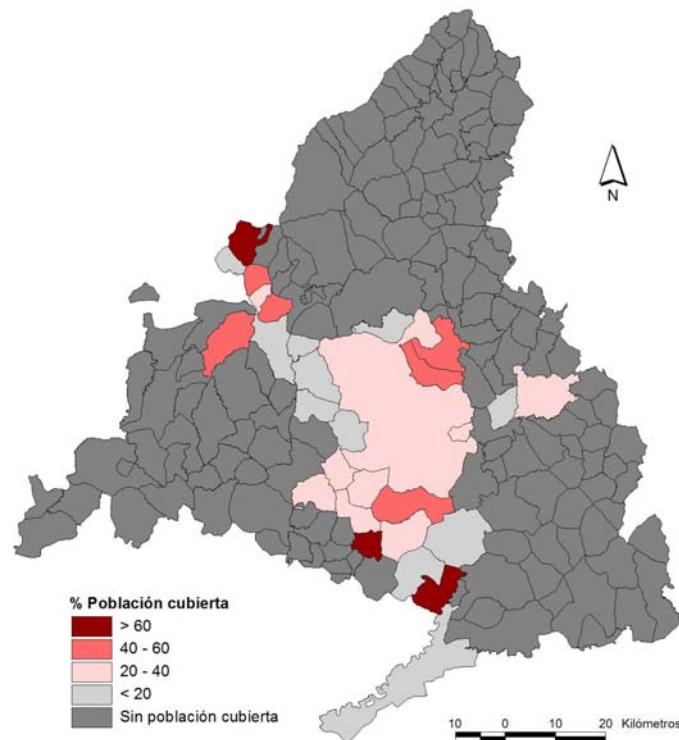 N
% Población cubierta
> 60
40 - 60
20 - 40
< 20
Sin población cubierta
10 0 10 20 Kilómetros